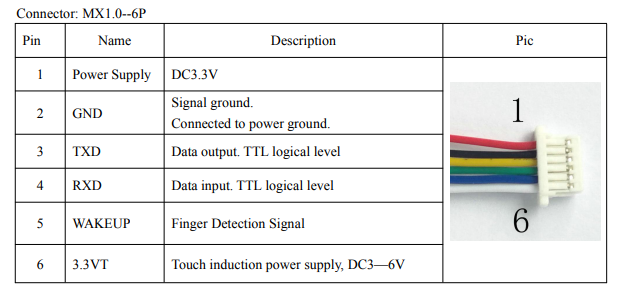 Connector: MX1.0--6P
Pin Name Description Pic
1 Power Supply DC3.3V
2 GND Signal ground.
Connected to power ground.
3 TXD Data output. TTL logical level
4 RXD Data input. TTL logical level
5 WAKEUP Finger Detection Signal
6 3.3VT Touch induction power supply, DC3—6V
1
6